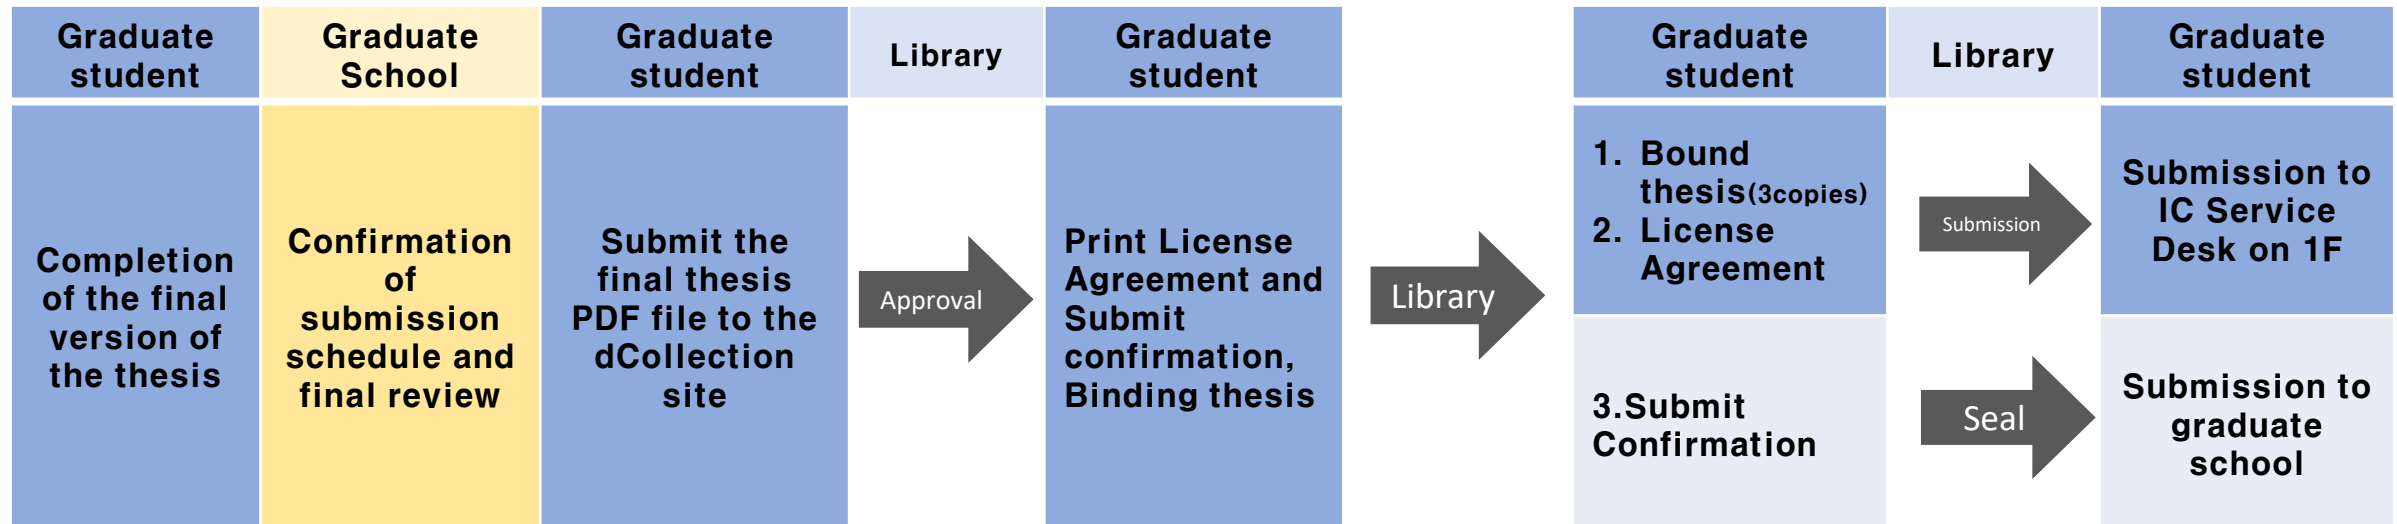 Graduate
student
Graduate
School
Graduate
student
Library
Graduate
student
Graduate
student
Library
Graduate
student
Completion
of the final
version of
the thesis
Confirmation
of
submission
schedule and
final review
Submit the
final thesis
PDF file to the
dCollection
site
Approval
Print License
Agreement and
Submit
confirmation,
Binding thesis
Library
1. Bound
thesis(3copies)
2. License
Agreement
Submission
Submission to
IC Service
Desk on 1F
3.Submit
Confirmation
Seal
Submission to
graduate
school